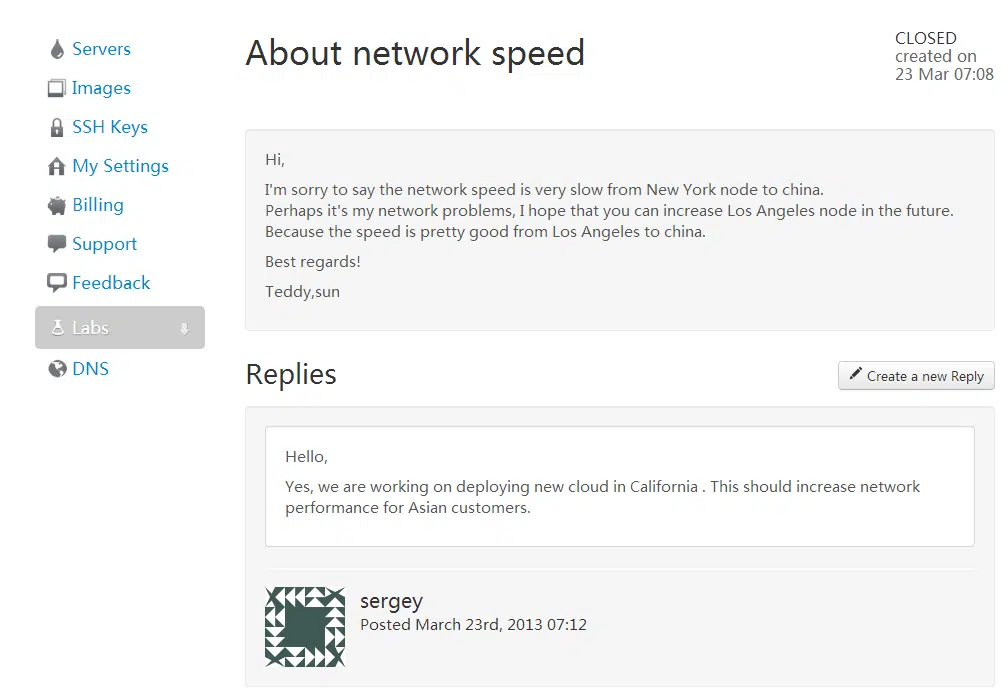 Servers
Images
SSH Keys
My Settings
Billing
Support
Feedback
Labs
DNS
About network speed
CLOSED
created on
23 Mar 07:08
Hi,
I'm sorry to say the network speed is very slow from New York node to china.
Perhaps it's my network problems, I hope that you can increase Los Angeles node in the future.
Because the speed is pretty good from Los Angeles to china.
Best regards!
Teddy,sun
Replies
Create a new Reply
Hello,
Yes, we are working on deploying new cloud in California . This should increase network
performance for Asian customers.
sergey
Posted March 23rd, 2013 07:12